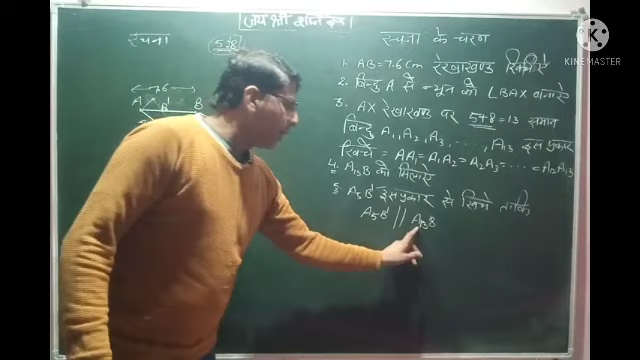 जय श्री शान देव
रचना
5:8
7.6
A B' B
रचना के चरण
1. AB = 7.6 cm रेखाखण्ड खिंचिये
2. बिन्दु A से न्यून को ∠BAX बनाए
3. AX रेखाखण्ड पर 5+8 = 13 समान
बिन्दु A₁, A₂, A₃, ...., A₁₃ इस प्रकार
खिचें = AA₁ = A₁A₂ = A₂A₃ = ... = A₁₂A₁₃
4. A₁₃B को मिलाए
5. A₅B' इस प्रकार से खिचे ताकि
A₅B' // A₁₃B
KINEMASTER